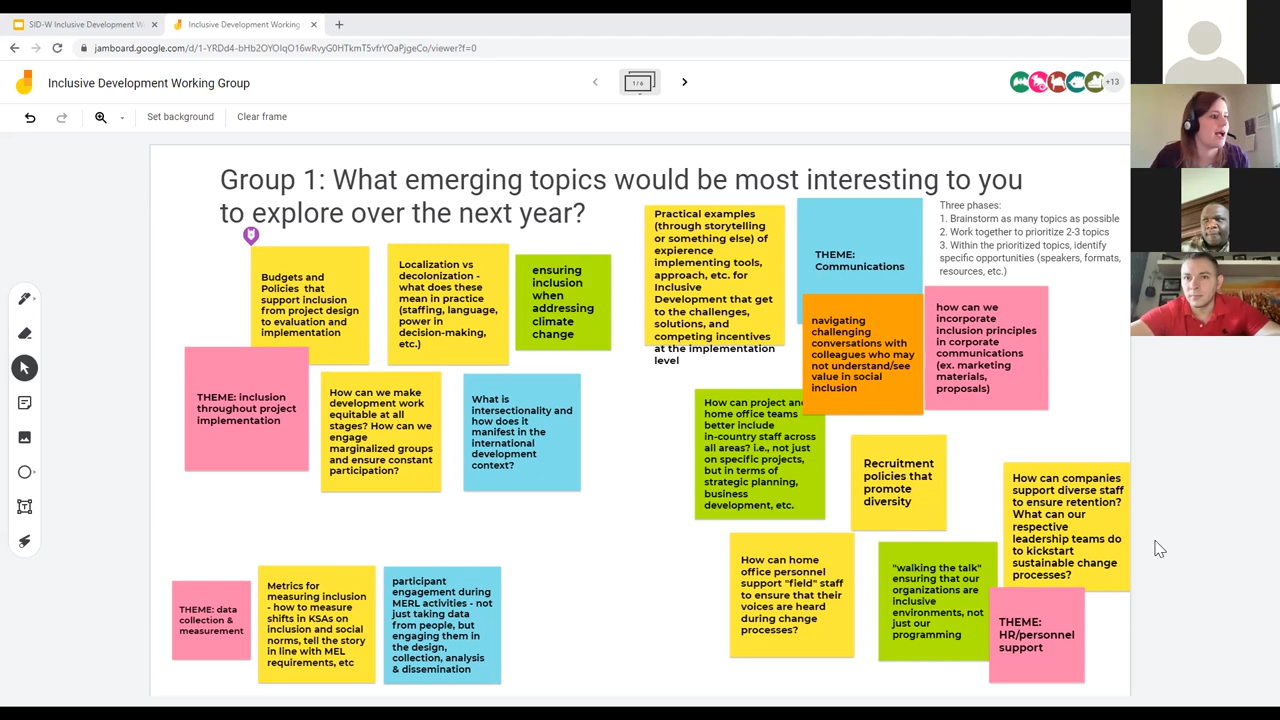 SID-W Inclusive Development W
Inclusive Development Working
jamboard.google.com/d/1-YRDd4-bHb2OYOIqO16wRvyG0HTkmT5vfrYOaPjgeCo/viewer?f=0
Inclusive Development Working Group
1 / 6
+13
Set background
Clear frame
Group 1: What emerging topics would be most interesting to you
to explore over the next year?
Three phases:
1. Brainstorm as many topics as possible
2. Work together to prioritize 2-3 topics
3. Within the prioritized topics, identify
specific opportunities (speakers, formats,
resources, etc.)
Budgets and
Policies that
support inclusion
from project design
to evaluation and
implementation
Localization vs
decolonization -
what does these
mean in practice
(staffing, language,
power in
decision-making,
etc.)
ensuring
inclusion
when
addressing
climate
change
THEME: inclusion
throughout project
implementation
How can we make
development work
equitable at all
stages? How can we
engage
marginalized groups
and ensure constant
participation?
What is
intersectionality and
how does it
manifest in the
international
development
context?
THEME: data
collection &
measurement
Metrics for
measuring inclusion
- how to measure
shifts in KSAs on
inclusion and social
norms, tell the story
in line with MEL
requirements, etc
participant
engagement during
MERL activities - not
just taking data
from people, but
engaging them in
the design,
collection, analysis
& dissemination
Practical examples
(through storytelling
or something else) of
expierence
implementing tools,
approach, etc. for
Inclusive
Development that get
to the challenges,
solutions, and
competing incentives
at the implementation
level
THEME:
Communications
navigating
challenging
conversations with
colleagues who may
not understand/see
value in social
inclusion
how can we
incorporate
inclusion principles
in corporate
communications
(ex. marketing
materials,
proposals)
How can project and
home office teams
better include
in-country staff across
all areas? i.e., not just
on specific projects,
but in terms of
strategic planning,
business
development, etc.
Recruitment
policies that
promote
diversity
How can companies
support diverse staff
to ensure retention?
What can our
respective
leadership teams do
to kickstart
sustainable change
processes?
How can home
office personnel
support "field" staff
to ensure that their
voices are heard
during change
processes?
"walking the talk"
ensuring that our
organizations are
inclusive
environments, not
just our
programming
THEME:
HR/personnel
support